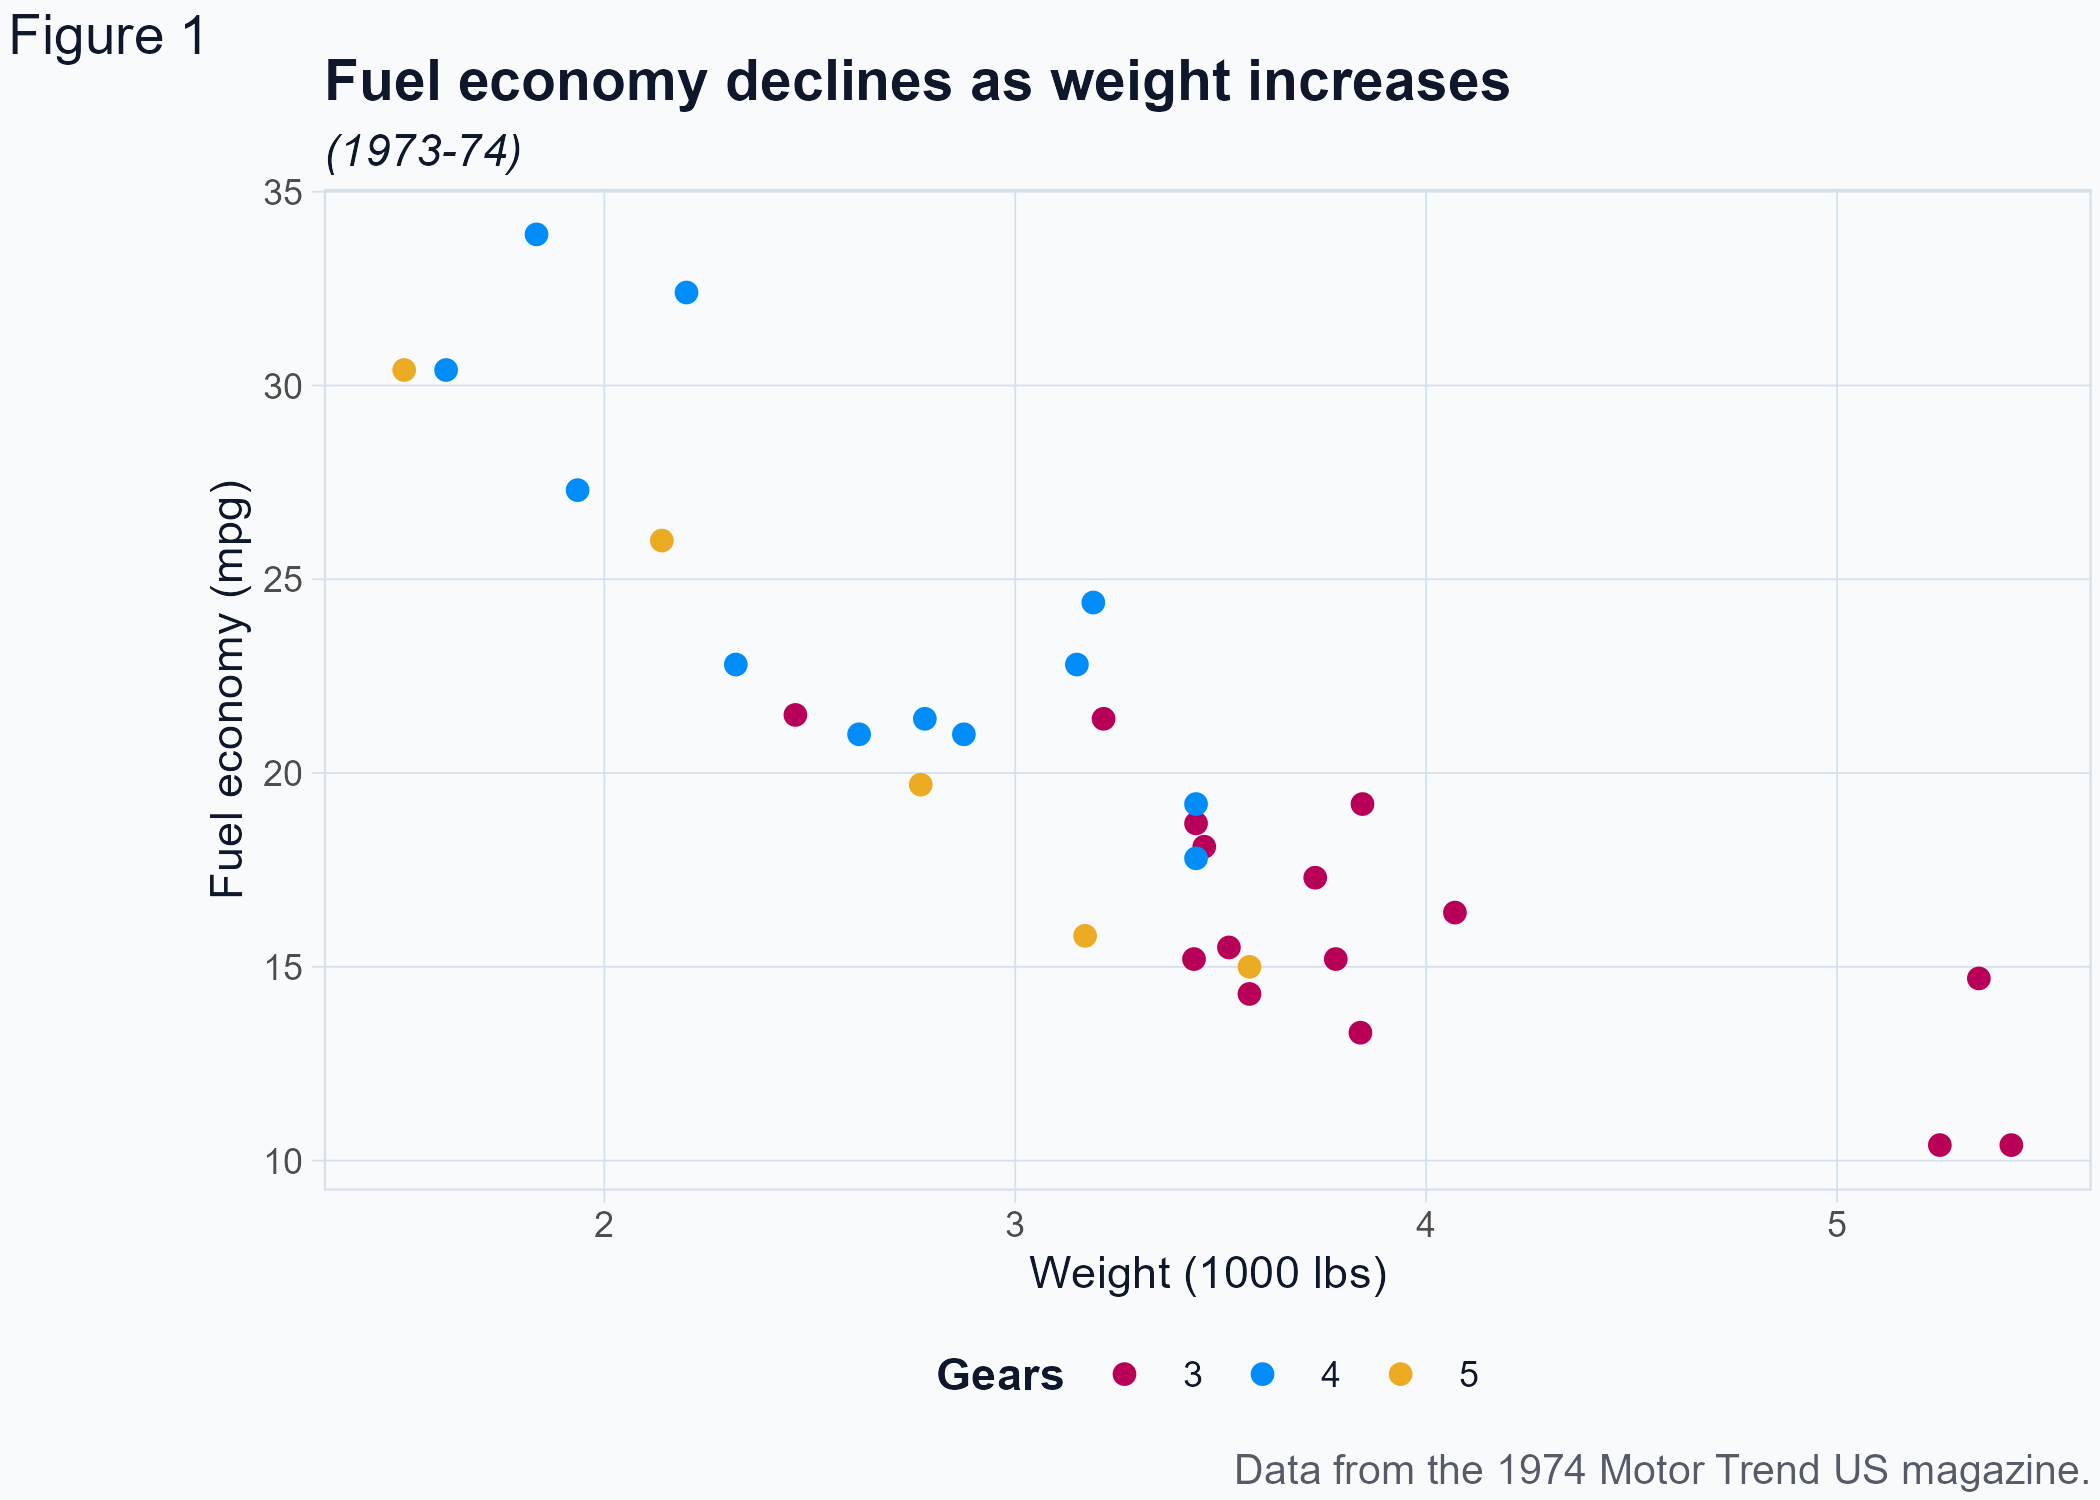 Figure 1
Fuel economy declines as weight increases
(1973-74)
35
30
25
20
15
10
Fuel economy (mpg)
2 3 4 5
Weight (1000 lbs)
Gears 3 4 5
Data from the 1974 Motor Trend US magazine.